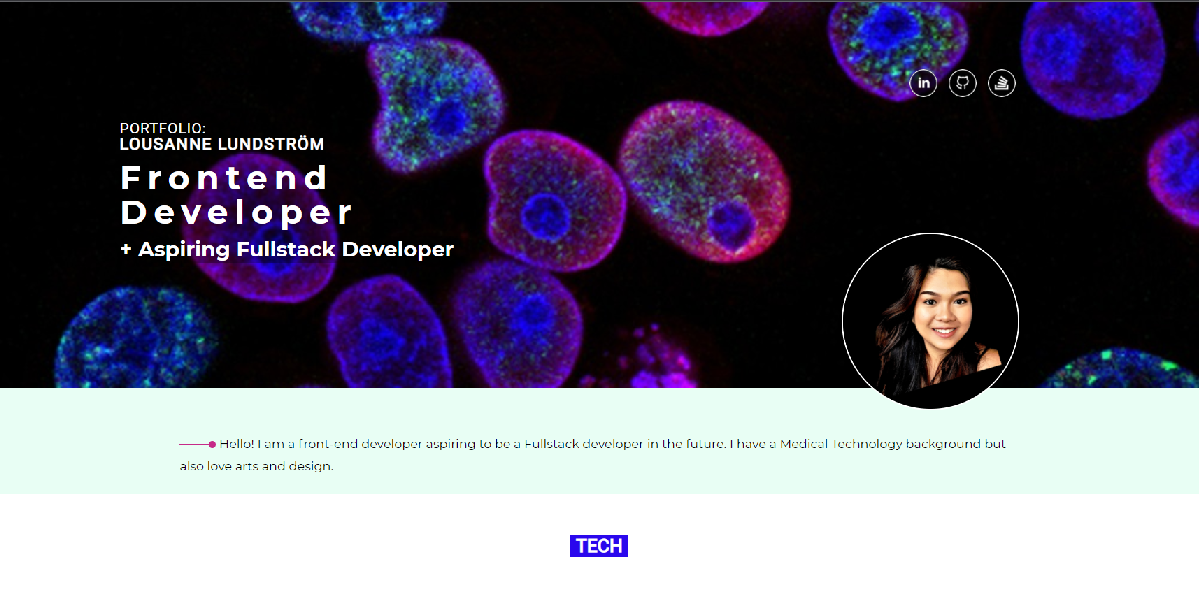 PORTFOLIO:
LOUSANNE LUNDSTRÖM
Frontend
Developer
+ Aspiring Fullstack Developer
in
Hello! I am a front-end developer aspiring to be a Fullstack developer in the future. I have a Medical Technology background but
also love arts and design.
TECH